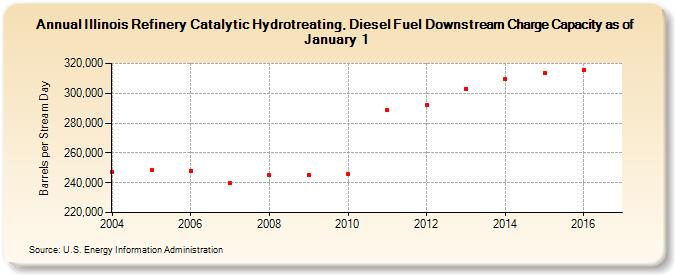 Annual Illinois Refinery Catalytic Hydrotreating, Diesel Fuel Downstream Charge Capacity as of
January 1
Barrels per Stream Day
320,000
300,000
280,000
260,000
240,000
220,000
2004 2006 2008 2010 2012 2014 2016
Source: U.S. Energy Information Administration